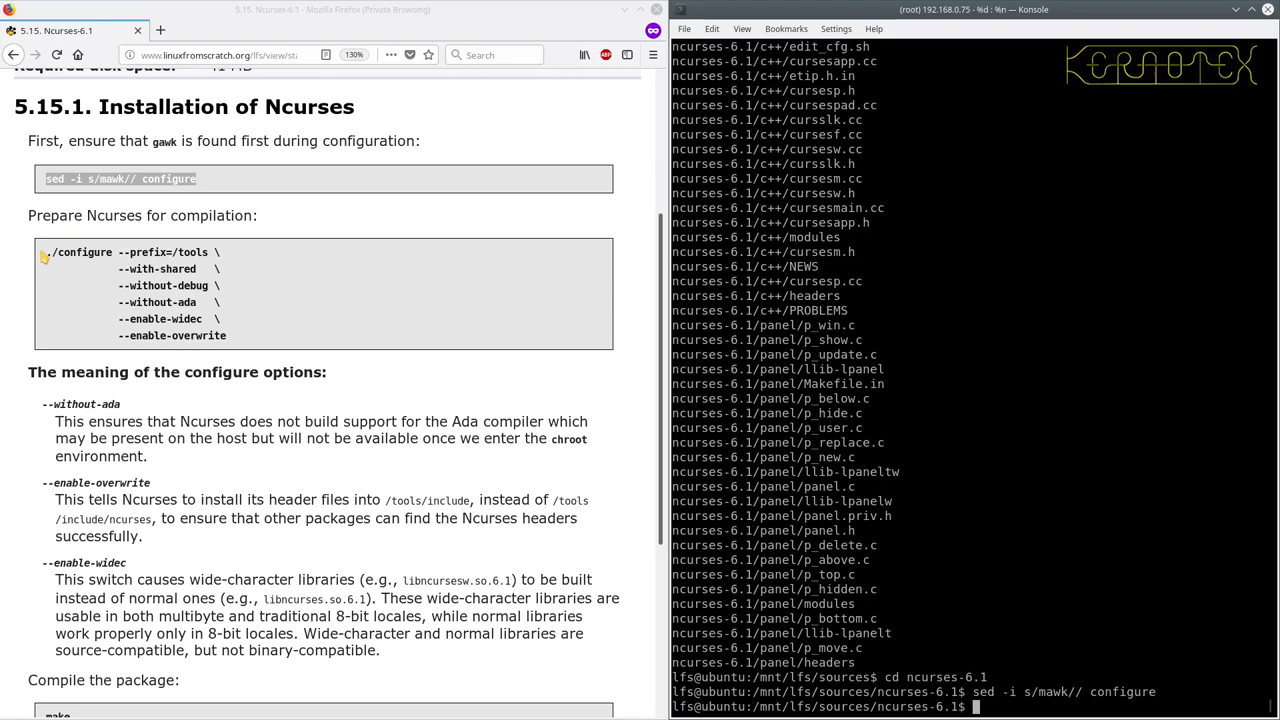 5.15. Ncurses-6.1 - Mozilla Firefox (Private Browsing)
5.15. Ncurses-6.1
www.linuxfromscratch.org/lfs/view/sta
130%
Search
5.15.1. Installation of Ncurses
First, ensure that gawk is found first during configuration:
sed -i s/mawk// configure
Prepare Ncurses for compilation:
./configure --prefix=/tools \
--with-shared \
--without-debug \
--without-ada \
--enable-widec \
--enable-overwrite
The meaning of the configure options:
--without-ada
This ensures that Ncurses does not build support for the Ada compiler which
may be present on the host but will not be available once we enter the chroot
environment.
--enable-overwrite
This tells Ncurses to install its header files into /tools/include, instead of /tools
/include/ncurses, to ensure that other packages can find the Ncurses headers
successfully.
--enable-widec
This switch causes wide-character libraries (e.g., libncursesw.so.6.1) to be built
instead of normal ones (e.g., libncurses.so.6.1). These wide-character libraries are
usable in both multibyte and traditional 8-bit locales, while normal libraries
work properly only in 8-bit locales. Wide-character and normal libraries are
source-compatible, but not binary-compatible.
Compile the package:
make
(root) 192.168.0.75 - %d : %n — Konsole
File Edit View Bookmarks Settings Help
KERAOTEX
ncurses-6.1/c++/edit_cfg.sh
ncurses-6.1/c++/cursesapp.cc
ncurses-6.1/c++/etip.h.in
ncurses-6.1/c++/cursesp.h
ncurses-6.1/c++/cursespad.cc
ncurses-6.1/c++/cursslk.cc
ncurses-6.1/c++/cursesf.cc
ncurses-6.1/c++/cursesw.cc
ncurses-6.1/c++/cursslk.h
ncurses-6.1/c++/cursesm.cc
ncurses-6.1/c++/cursesw.h
ncurses-6.1/c++/cursesmain.cc
ncurses-6.1/c++/cursesapp.h
ncurses-6.1/c++/modules
ncurses-6.1/c++/cursesm.h
ncurses-6.1/c++/NEWS
ncurses-6.1/c++/cursesp.cc
ncurses-6.1/c++/headers
ncurses-6.1/c++/PROBLEMS
ncurses-6.1/panel/p_win.c
ncurses-6.1/panel/p_show.c
ncurses-6.1/panel/p_update.c
ncurses-6.1/panel/llib-lpanel
ncurses-6.1/panel/Makefile.in
ncurses-6.1/panel/p_below.c
ncurses-6.1/panel/p_hide.c
ncurses-6.1/panel/p_user.c
ncurses-6.1/panel/p_replace.c
ncurses-6.1/panel/p_new.c
ncurses-6.1/panel/llib-lpaneltw
ncurses-6.1/panel/panel.c
ncurses-6.1/panel/llib-lpanelw
ncurses-6.1/panel/panel.priv.h
ncurses-6.1/panel/panel.h
ncurses-6.1/panel/p_delete.c
ncurses-6.1/panel/p_above.c
ncurses-6.1/panel/p_top.c
ncurses-6.1/panel/p_hidden.c
ncurses-6.1/panel/modules
ncurses-6.1/panel/p_bottom.c
ncurses-6.1/panel/llib-lpanelt
ncurses-6.1/panel/p_move.c
ncurses-6.1/panel/headers
lfs@ubuntu:/mnt/lfs/sources$ cd ncurses-6.1
lfs@ubuntu:/mnt/lfs/sources/ncurses-6.1$ sed -i s/mawk// configure
lfs@ubuntu:/mnt/lfs/sources/ncurses-6.1$